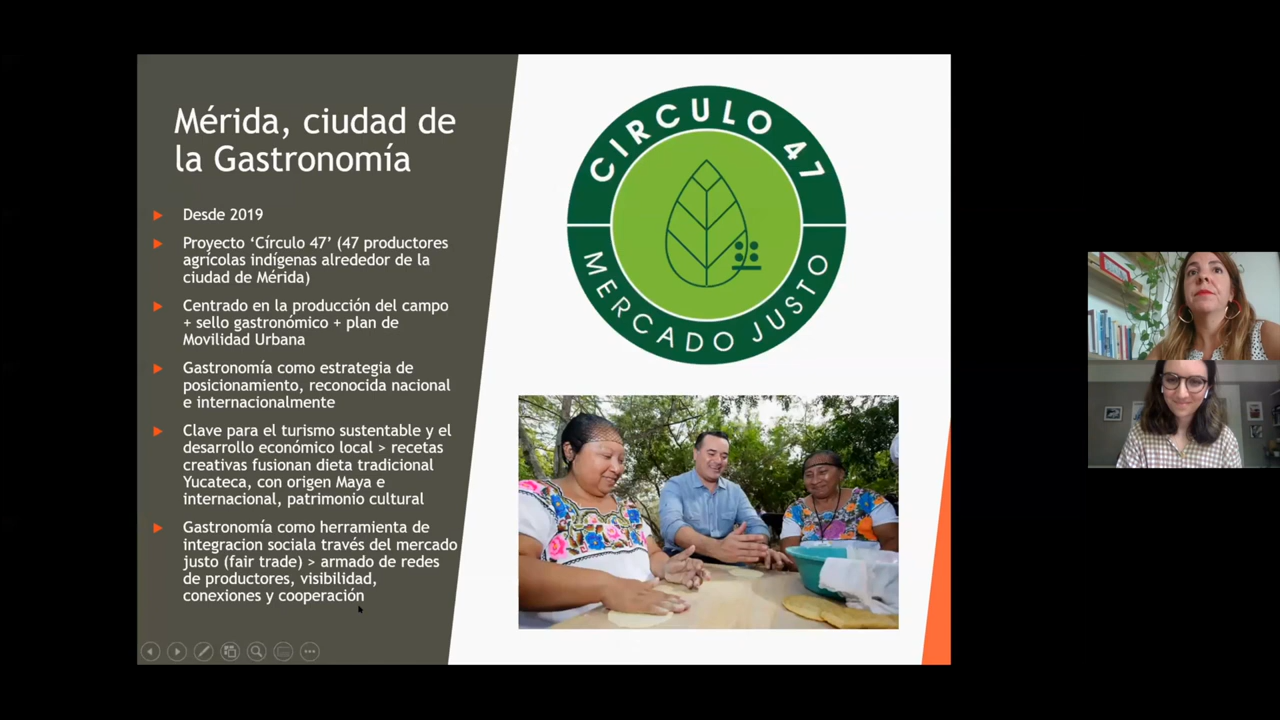 Mérida, ciudad de
la Gastronomía
Desde 2019
Proyecto ‘Círculo 47’ (47 productores
agrícolas indígenas alrededor de la
ciudad de Mérida)
Centrado en la producción del campo
+ sello gastronómico + plan de
Movilidad Urbana
Gastronomía como estrategia de
posicionamiento, reconocida nacional
e internacionalmente
Clave para el turismo sustentable y el
desarrollo económico local > recetas
creativas fusionan dieta tradicional
Yucateca, con origen Maya e
internacional, patrimonio cultural
Gastronomía como herramienta de
integracion sociala través del mercado
justo (fair trade) > armado de redes
de productores, visibilidad,
conexiones y cooperación
CIRCULO 47
MERCADO JUSTO